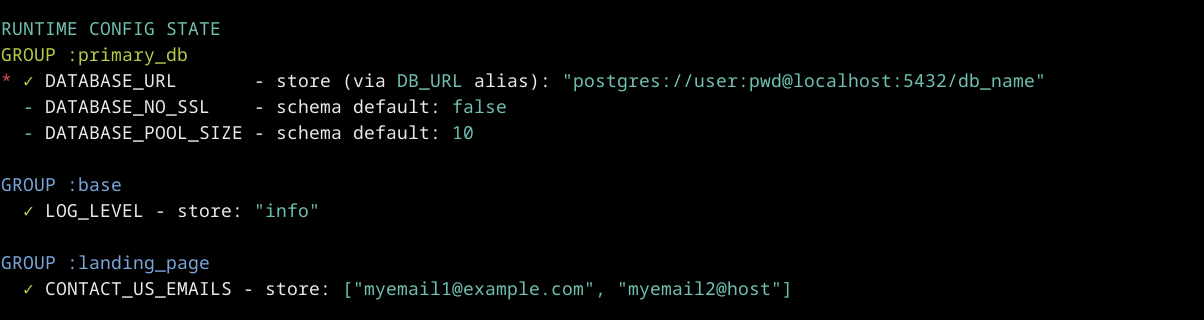 RUNTIME CONFIG STATE
GROUP :primary_db
* ✓ DATABASE_URL       - store (via DB_URL alias): "postgres://user:pwd@localhost:5432/db_name"
  - DATABASE_NO_SSL    - schema default: false
  - DATABASE_POOL_SIZE - schema default: 10
GROUP :base
  ✓ LOG_LEVEL - store: "info"
GROUP :landing_page
  ✓ CONTACT_US_EMAILS - store: ["myemail1@example.com", "myemail2@host"]